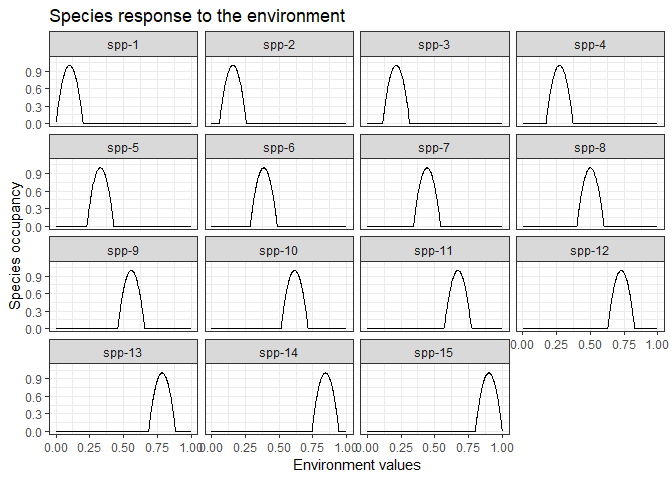 Species response to the environment
spp-1 spp-2 spp-3 spp-4
0.9
0.6
0.3
0.0
spp-5 spp-6 spp-7 spp-8
0.9
0.6
0.3
0.0
Species occupancy
spp-9 spp-10 spp-11 spp-12
0.9
0.6
0.3
0.0
0.00 0.25 0.50 0.75 1.00
spp-13 spp-14 spp-15
0.9
0.6
0.3
0.0
0.00 0.25 0.50 0.75 1.00 0.00 0.25 0.50 0.75 1.00 0.00 0.25 0.50 0.75 1.00
Environment values